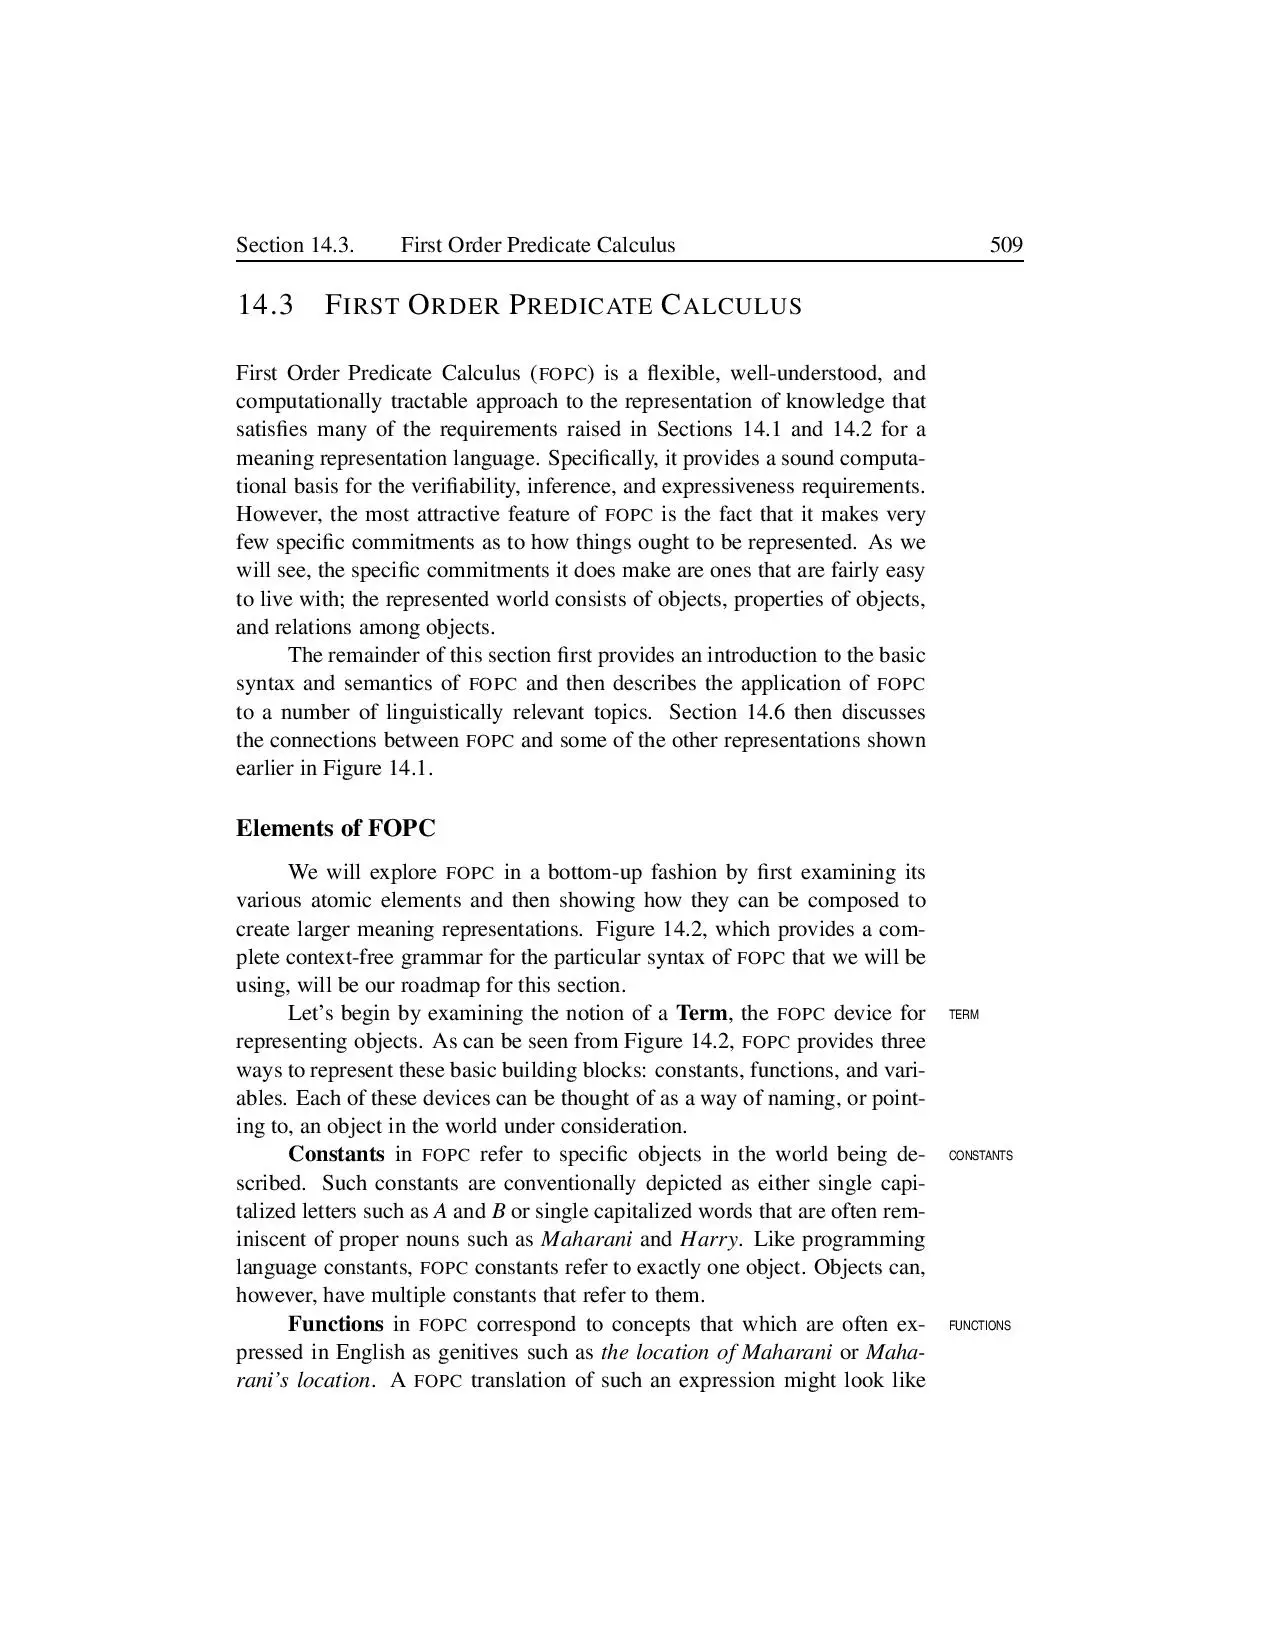 Section 14.3. First Order Predicate Calculus 509
14.3 FIRST ORDER PREDICATE CALCULUS
First Order Predicate Calculus (FOPC) is a flexible, well-understood, and
computationally tractable approach to the representation of knowledge that
satisfies many of the requirements raised in Sections 14.1 and 14.2 for a
meaning representation language. Specifically, it provides a sound computa-
tional basis for the verifiability, inference, and expressiveness requirements.
However, the most attractive feature of FOPC is the fact that it makes very
few specific commitments as to how things ought to be represented. As we
will see, the specific commitments it does make are ones that are fairly easy
to live with; the represented world consists of objects, properties of objects,
and relations among objects.
The remainder of this section first provides an introduction to the basic
syntax and semantics of FOPC and then describes the application of FOPC
to a number of linguistically relevant topics. Section 14.6 then discusses
the connections between FOPC and some of the other representations shown
earlier in Figure 14.1.
Elements of FOPC
We will explore FOPC in a bottom-up fashion by first examining its
various atomic elements and then showing how they can be composed to
create larger meaning representations. Figure 14.2, which provides a com-
plete context-free grammar for the particular syntax of FOPC that we will be
using, will be our roadmap for this section.
Let's begin by examining the notion of a Term, the FOPC device for TERM
representing objects. As can be seen from Figure 14.2, FOPC provides three
ways to represent these basic building blocks: constants, functions, and vari-
ables. Each of these devices can be thought of as a way of naming, or point-
ing to, an object in the world under consideration.
Constants in FOPC refer to specific objects in the world being de- CONSTANTS
scribed. Such constants are conventionally depicted as either single capi-
talized letters such as A and B or single capitalized words that are often rem-
iniscent of proper nouns such as Maharani and Harry. Like programming
language constants, FOPC constants refer to exactly one object. Objects can,
however, have multiple constants that refer to them.
Functions in FOPC correspond to concepts that which are often ex- FUNCTIONS
pressed in English as genitives such as the location of Maharani or Maha-
rani's location. A FOPC translation of such an expression might look like